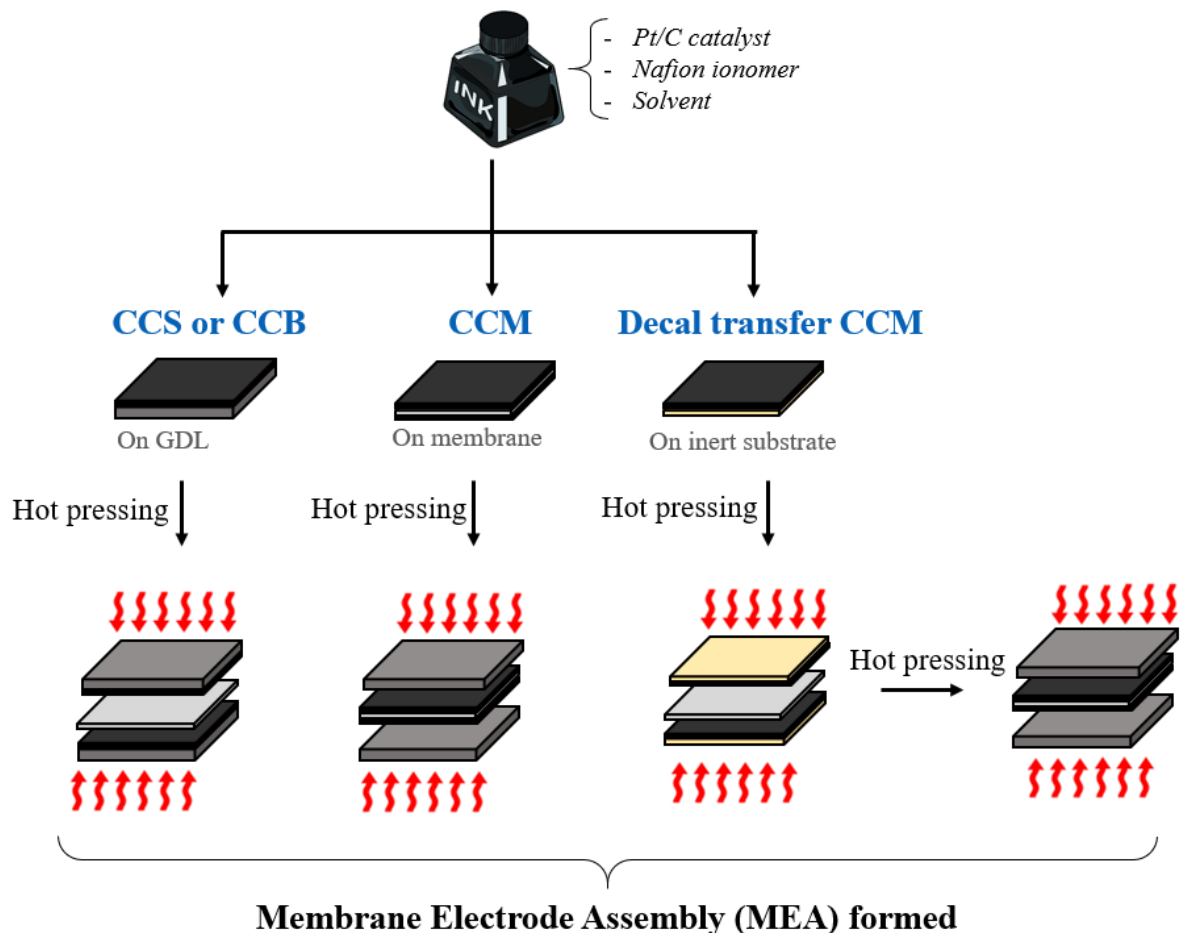 - Pt/C catalyst
- Nafion ionomer
- Solvent
INK
CCS or CCB
CCM
Decal transfer CCM
On GDL
On membrane
On inert substrate
Hot pressing
Hot pressing
Hot pressing
Hot pressing
Membrane Electrode Assembly (MEA) formed